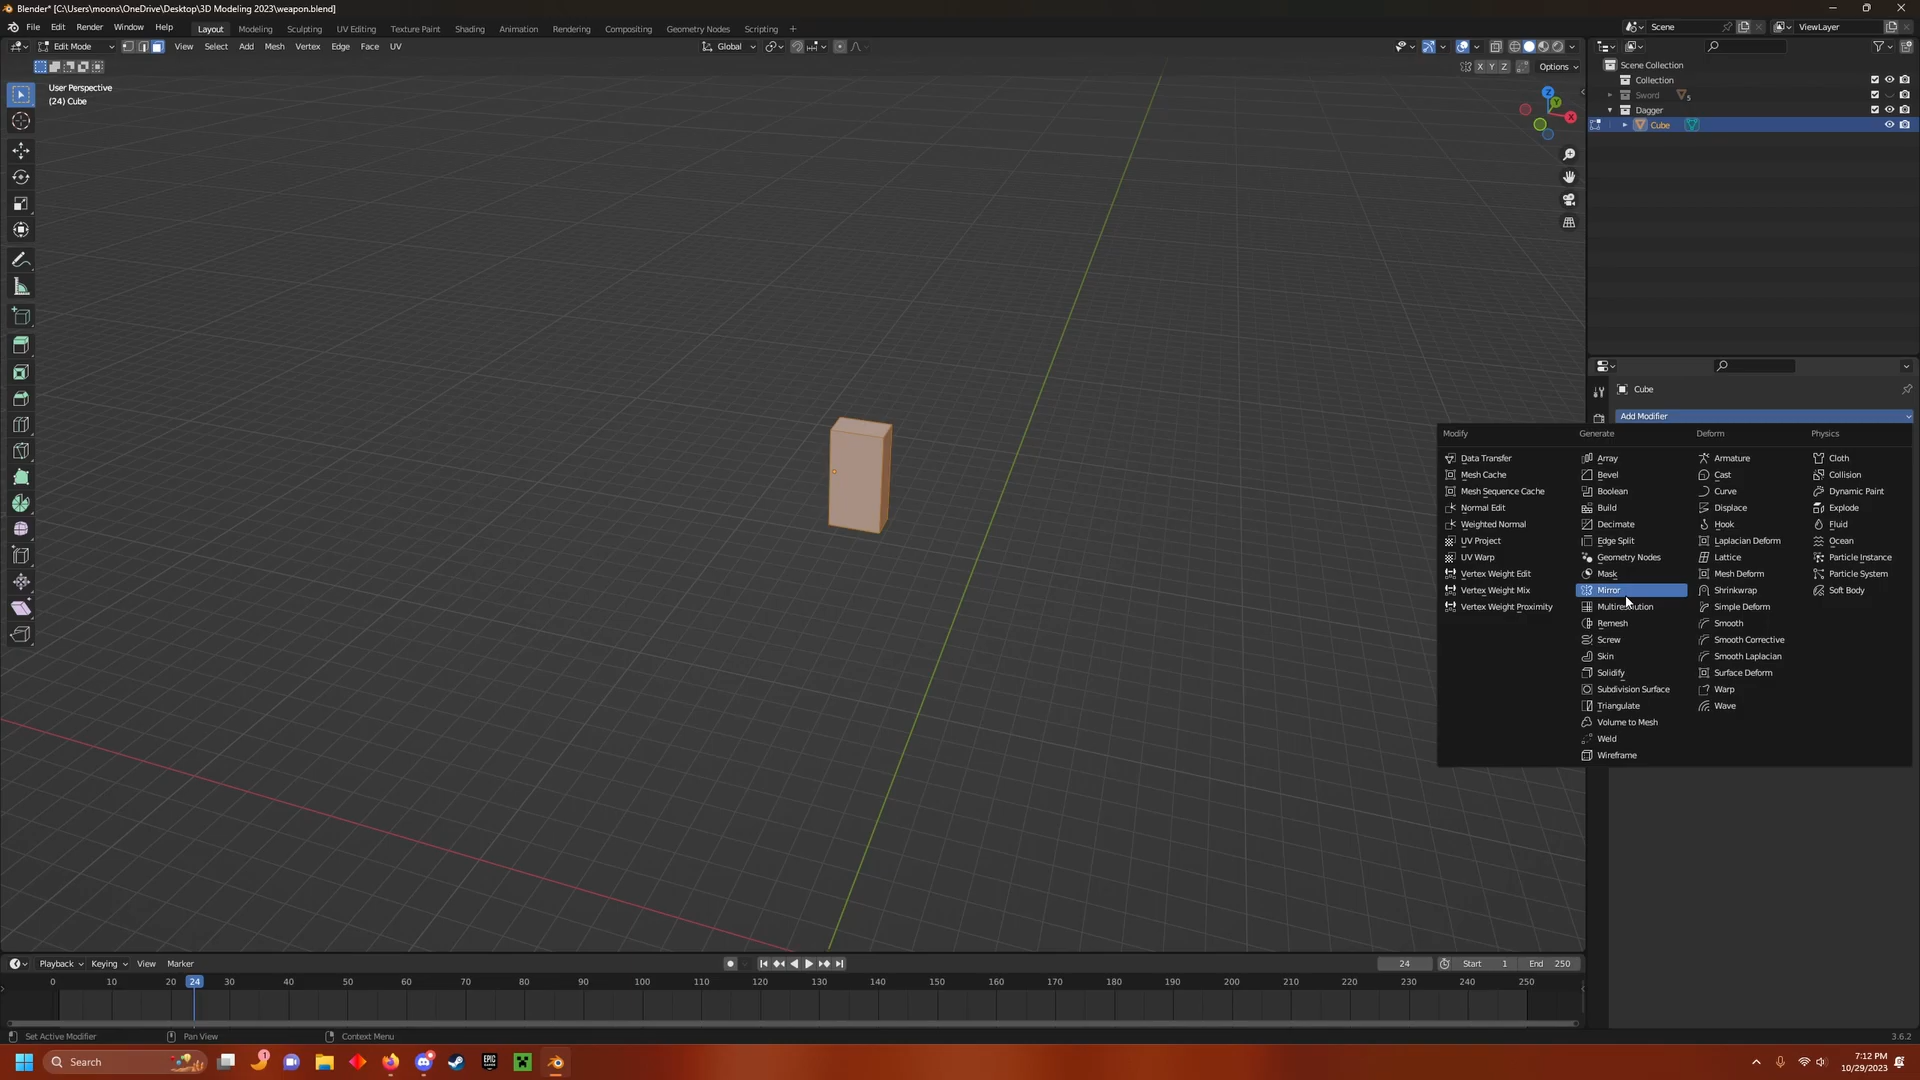 Blender* [C:\Users\moons\OneDrive\Desktop\3D Modeling 2023\weapon.blend]
File Edit Render Window Help Layout Modeling Sculpting UV Editing Texture Paint Shading Animation Rendering Compositing Geometry Nodes Scripting + Scene ViewLayer
Edit Mode View Select Add Mesh Vertex Edge Face UV Global
X Y Z Options
User Perspective
(24) Cube
Z Y X
Scene Collection
Collection
Sword 5
Dagger
Cube
Cube
Add Modifier
Modify Generate Deform Physics
Data Transfer Array Armature Cloth
Mesh Cache Bevel Cast Collision
Mesh Sequence Cache Boolean Curve Dynamic Paint
Normal Edit Build Displace Explode
Weighted Normal Decimate Hook Fluid
UV Project Edge Split Laplacian Deform Ocean
UV Warp Geometry Nodes Lattice Particle Instance
Vertex Weight Edit Mask Mesh Deform Particle System
Vertex Weight Mix Mirror Shrinkwrap Soft Body
Vertex Weight Proximity Multiresolution Simple Deform
Remesh Smooth
Screw Smooth Corrective
Skin Smooth Laplacian
Solidify Surface Deform
Subdivision Surface Warp
Triangulate Wave
Volume to Mesh
Weld
Wireframe
Playback Keying View Marker 24 Start 1 End 250
0 10 20 24 30 40 50 60 70 80 90 100 110 120 130 140 150 160 170 180 190 200 210 220 230 240 250
Set Active Modifier Pan View Context Menu 3.6.2
Search 1 EPIC GAMES 7:12 PM
10/29/2023